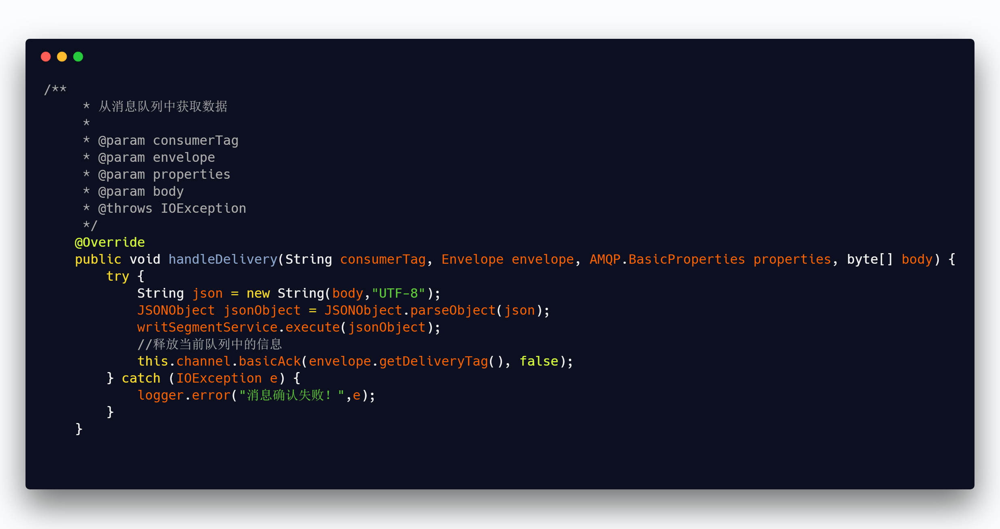 /**
     * 从消息队列中获取数据
     *
     * @param consumerTag
     * @param envelope
     * @param properties
     * @param body
     * @throws IOException
     */
    @Override
    public void handleDelivery(String consumerTag, Envelope envelope, AMQP.BasicProperties properties, byte[] body) {
        try {
            String json = new String(body,"UTF-8");
            JSONObject jsonObject = JSONObject.parseObject(json);
            writSegmentService.execute(jsonObject);
            //释放当前队列中的信息
            this.channel.basicAck(envelope.getDeliveryTag(), false);
        } catch (IOException e) {
            logger.error("消息确认失败！",e);
        }
    }